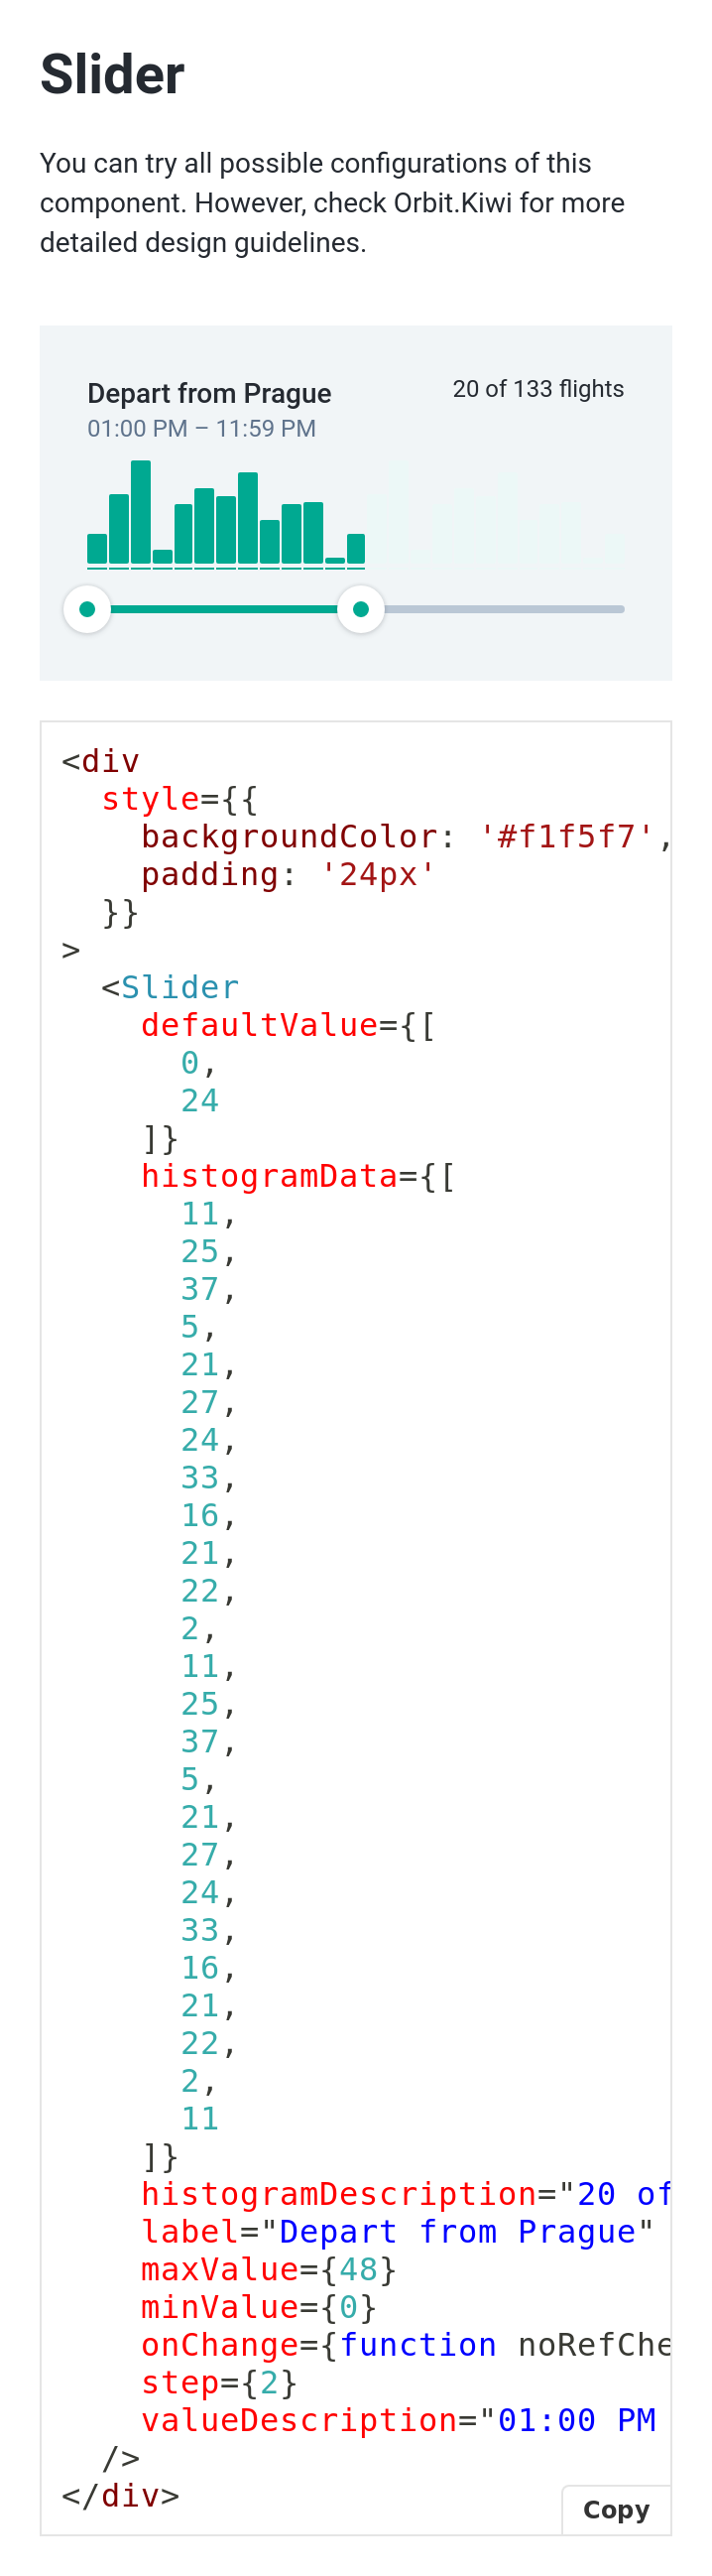 Slider
You can try all possible configurations of this
component. However, check Orbit.Kiwi for more
detailed design guidelines.
Depart from Prague
20 of 133 flights
01:00 PM – 11:59 PM
<div
  style={{
    backgroundColor: '#f1f5f7',
    padding: '24px'
  }}
>
  <Slider
    defaultValue={[
      0,
      24
    ]}
    histogramData={[
      11,
      25,
      37,
      5,
      21,
      27,
      24,
      33,
      16,
      21,
      22,
      2,
      11,
      25,
      37,
      5,
      21,
      27,
      24,
      33,
      16,
      21,
      22,
      2,
      11
    ]}
    histogramDescription="20 of
    label="Depart from Prague"
    maxValue={48}
    minValue={0}
    onChange={function noRefChe
    step={2}
    valueDescription="01:00 PM
  />
</div>
Copy